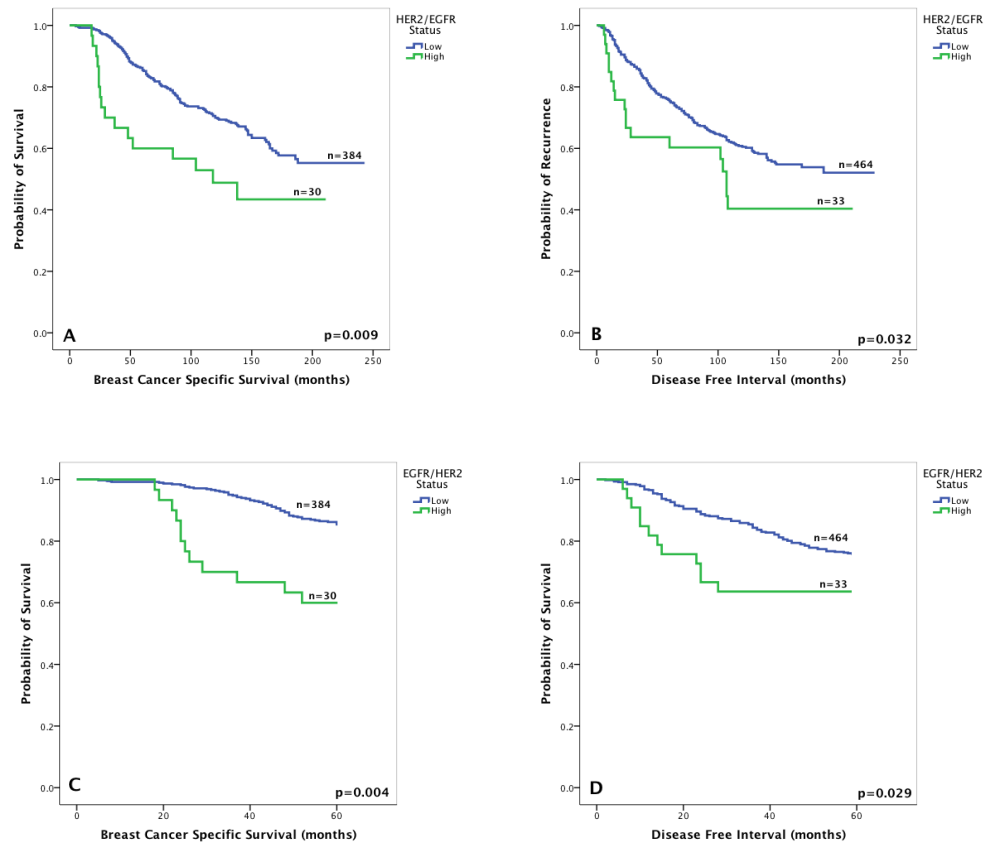 HER2/EGFR
Status
Low
High
Probability of Survival
1.0
0.8
0.6
0.4
0.2
0.0
n=384
n=30
A
p=0.009
0 50 100 150 200 250
Breast Cancer Specific Survival (months)
HER2/EGFR
Status
Low
High
Probability of Recurrence
1.0
0.8
0.6
0.4
0.2
0.0
n=464
n=33
B
p=0.032
0 50 100 150 200 250
Disease Free Interval (months)
EGFR/HER2
Status
Low
High
Probability of Survival
1.0
0.8
0.6
0.4
0.2
0.0
n=384
n=30
C
p=0.004
0 20 40 60
Breast Cancer Specific Survival (months)
EGFR/HER2
Status
Low
High
Probability of Survival
1.0
0.8
0.6
0.4
0.2
0.0
n=464
n=33
D
p=0.029
0 20 40 60
Disease Free Interval (months)